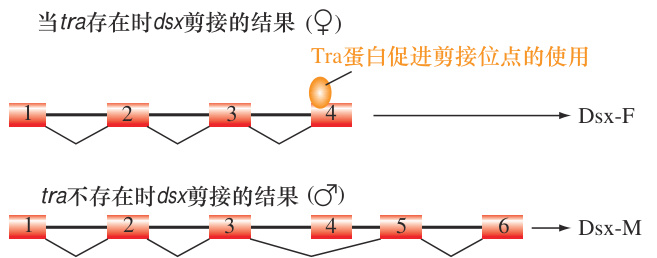 当tra存在时dsx剪接的结果 (♀)
Tra蛋白促进剪接位点的使用
1 2 3 4 Dsx-F
tra不存在时dsx剪接的结果 (♂)
1 2 3 4 5 6 Dsx-M